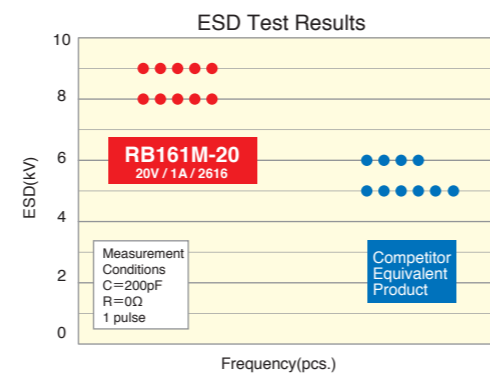 ESD Test Results
10
8
6
4
2
0
ESD(kV)
RB161M-20
20V / 1A / 2616
Measurement
Conditions
C=200pF
R=0Ω
1 pulse
Competitor
Equivalent
Product
Frequency(pcs.)